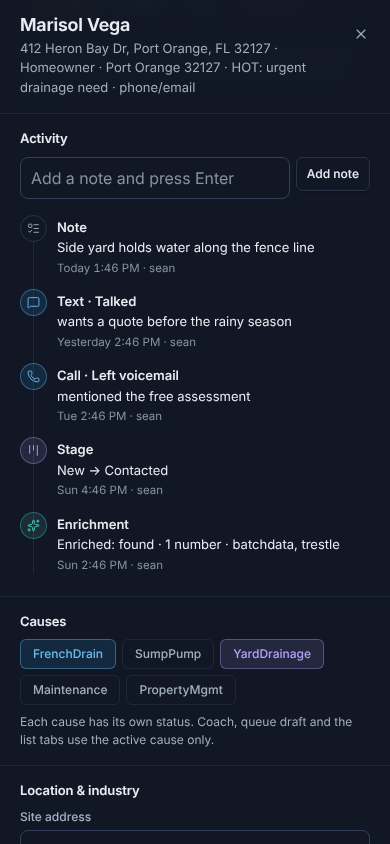 Marisol Vega
412 Heron Bay Dr, Port Orange, FL 32127 ·
Homeowner · Port Orange 32127 · HOT: urgent
drainage need · phone/email
Activity
Add a note and press Enter
Add note
Note
Side yard holds water along the fence line
Today 1:46 PM · sean
Text · Talked
wants a quote before the rainy season
Yesterday 2:46 PM · sean
Call · Left voicemail
mentioned the free assessment
Tue 2:46 PM · sean
Stage
New → Contacted
Sun 4:46 PM · sean
Enrichment
Enriched: found · 1 number · batchdata, trestle
Sun 2:46 PM · sean
Causes
FrenchDrain
SumpPump
YardDrainage
Maintenance
PropertyMgmt
Each cause has its own status. Coach, queue draft and the
list tabs use the active cause only.
Location & industry
Site address